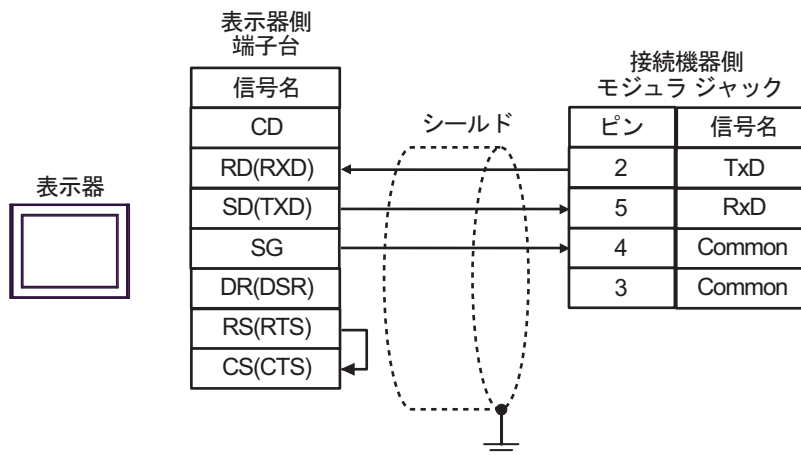 表示器側
端子台
信号名
CD
RD(RXD)
SD(TXD)
SG
DR(DSR)
RS(RTS)
CS(CTS)
表示器
シールド
接続機器側
モジュラ ジャック
ピン 信号名
2 TxD
5 RxD
4 Common
3 Common